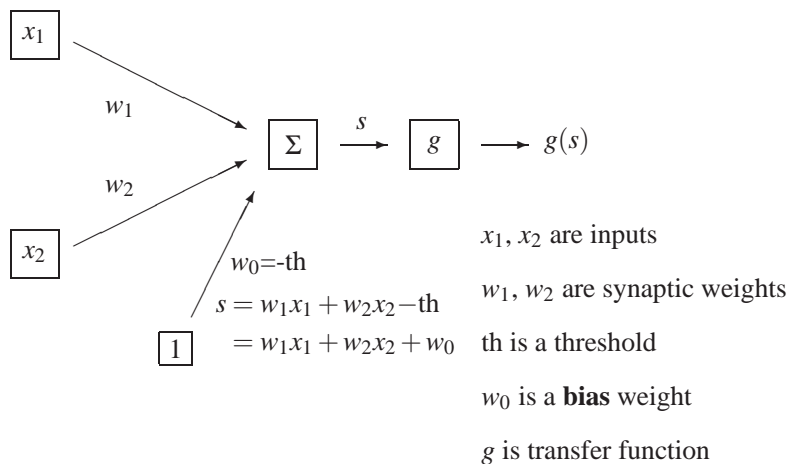 x₁
w₁
Σ
s
g
g(s)
w₂
x₂
w₀=-th
s = w₁x₁ + w₂x₂−th
= w₁x₁ + w₂x₂ + w₀
1
x₁, x₂ are inputs
w₁, w₂ are synaptic weights
th is a threshold
w₀ is a bias weight
g is transfer function